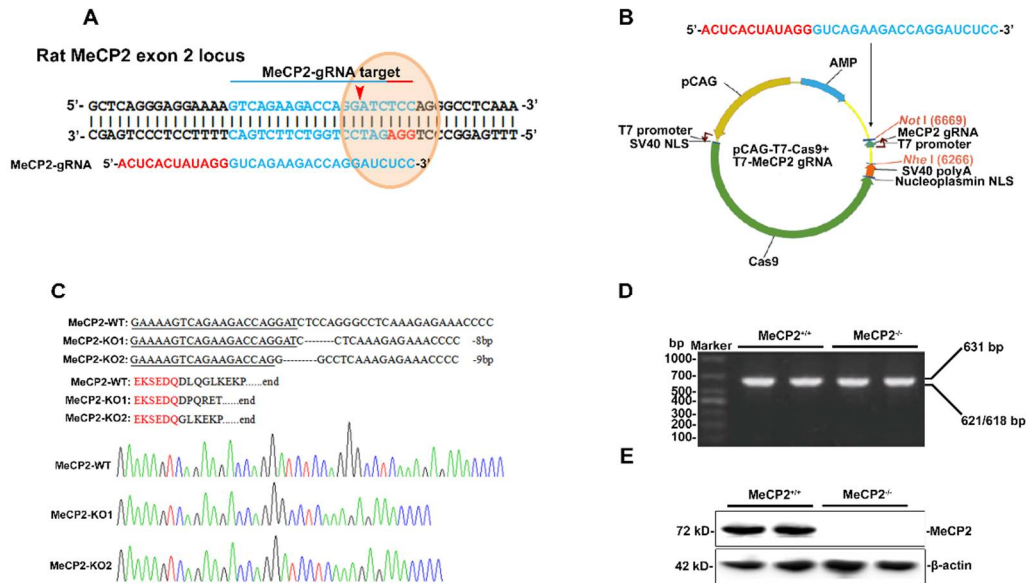 A
Rat MeCP2 exon 2 locus
MeCP2-gRNA target
5'- GCTCAGGGAGGAAAAGTCAGAAGACCAGGATCTCCAGGGCCTCAAA -3'
3'- CGAGTCCCTCCTTTTCAGTCTTCTGGTCCTAGAGGTCCCGGAGTTT -5'
MeCP2-gRNA 5'-ACUCACUAUAGGGUCAGAAGACCAGGAUCUCC-3'
B
5'-ACUCACUAUAGGGUCAGAAGACCAGGAUCUCC-3'
pCAG
AMP
Not I (6669)
MeCP2 gRNA
T7 promoter
T7 promoter
SV40 NLS
pCAG-T7-Cas9+
T7-MeCP2 gRNA
Nhe I (6266)
SV40 polyA
Nucleoplasmin NLS
Cas9
C
MeCP2-WT: GAAAAGTCAGAAGACCAGGATCTCCAGGGCCTCAAAGAGAAACCCC
MeCP2-KO1: GAAAAGTCAGAAGACCAGGATC--------CTCAAAGAGAAACCCC -8bp
MeCP2-KO2: GAAAAGTCAGAAGACCAGG---------GCCTCAAAGAGAAACCCC -9bp
MeCP2-WT: EKSEDQDLQGLKEKP......end
MeCP2-KO1: EKSEDQDPQRET......end
MeCP2-KO2: EKSEDQGLKEKP......end
MeCP2-WT
MeCP2-KO1
MeCP2-KO2
D
MeCP2+/+ MeCP2-/-
bp Marker
1000-
700-
500-
400-
300-
200-
100-
631 bp
621/618 bp
E
MeCP2+/+ MeCP2-/-
72 kD- -MeCP2
42 kD- -β-actin